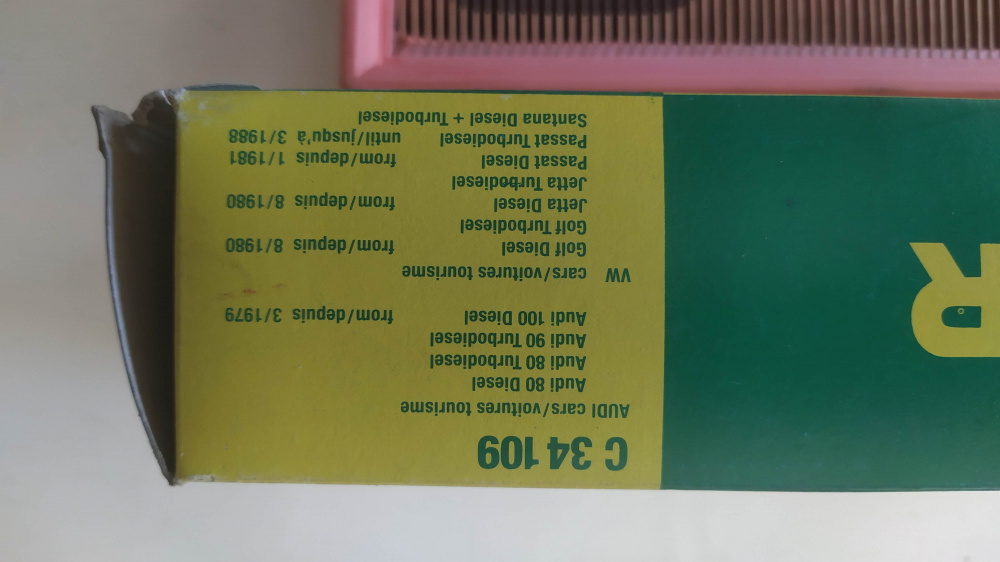 C 34 109
AUDI cars/voitures tourisme
Audi 80 Diesel
Audi 80 Turbodiesel
Audi 90 Turbodiesel
Audi 100 Diesel from/depuis 3/1979
VW cars/voitures tourisme
Golf Diesel from/depuis 8/1980
Golf Turbodiesel
Jetta Diesel from/depuis 8/1980
Jetta Turbodiesel
Passat Diesel from/depuis 1/1981
Passat Turbodiesel until/jusqu'à 3/1988
Santana Diesel + Turbodiesel
R